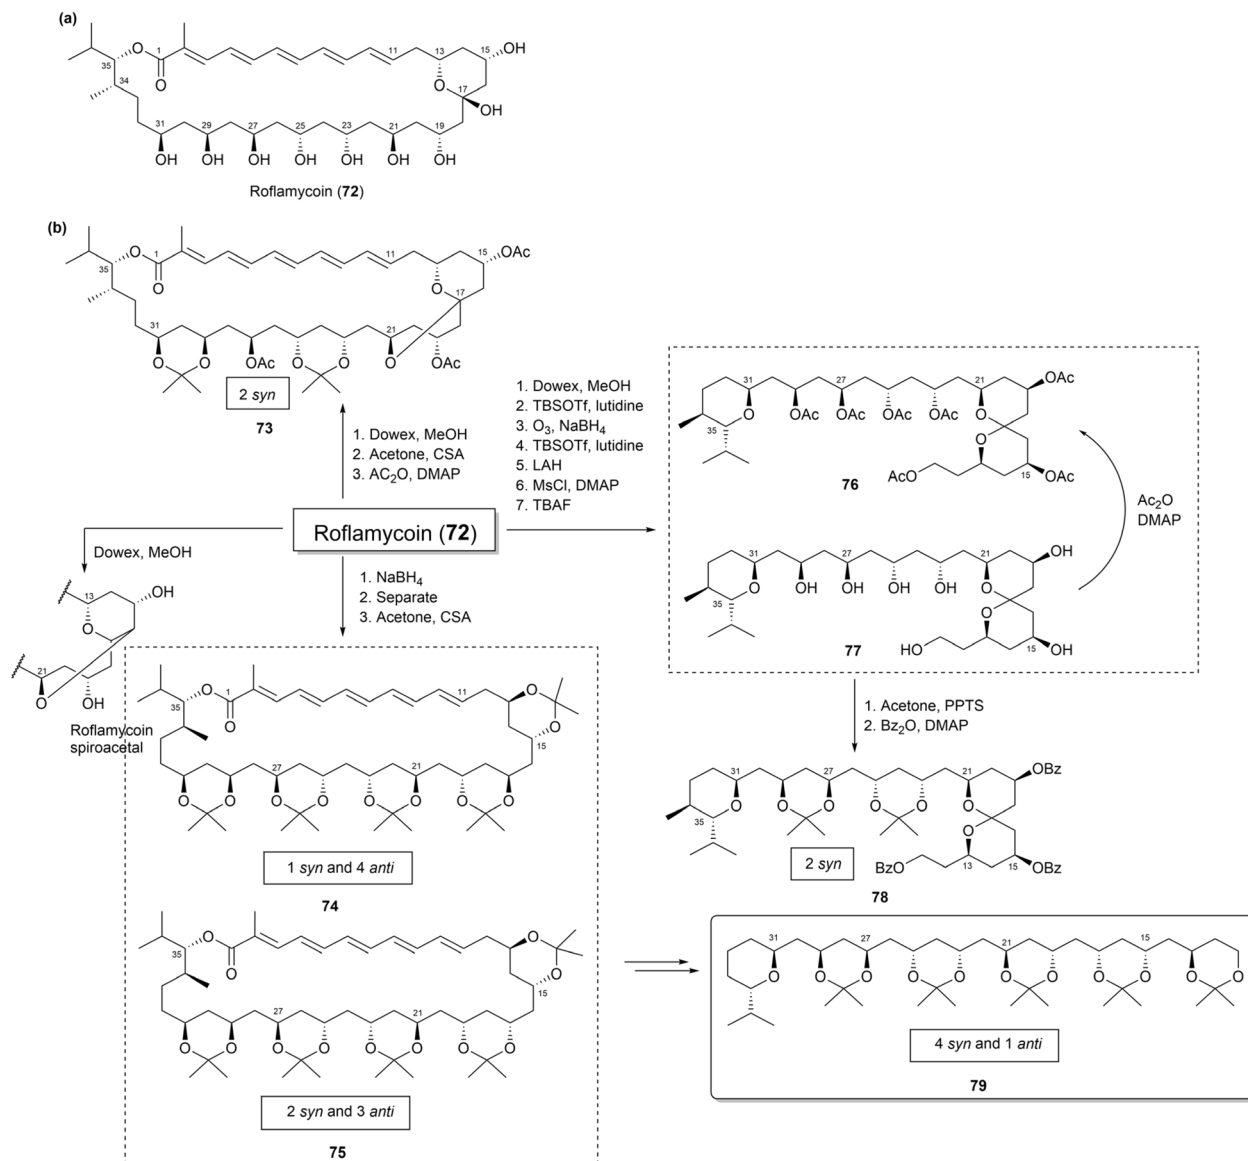 (a)
O
1
11
13
15
OH
35
O
34
O
17
OH
31
29
27
25
23
21
19
OH
OH
OH
OH
OH
OH
OH
Roflamycoin (72)
(b)
O
1
11
15
OAc
35
O
O
17
31
21
O
O
OAc
O
O
O
OAc
2 syn
73
1. Dowex, MeOH
2. Acetone, CSA
3. AC2O, DMAP
1. Dowex, MeOH
2. TBSOTf, lutidine
3. O3, NaBH4
4. TBSOTf, lutidine
5. LAH
6. MsCl, DMAP
7. TBAF
31
27
21
OAc
O
OAc
OAc
OAc
OAc
O
35
O
AcO
15
OAc
76
Ac2O
DMAP
31
27
21
OH
O
OH
OH
OH
OH
O
35
O
HO
15
OH
77
Roflamycoin (72)
Dowex, MeOH
13
OH
O
21
O
OH
Roflamycoin
spiroacetal
1. NaBH4
2. Separate
3. Acetone, CSA
O
1
11
O
35
O
O
15
27
21
O
O
O
O
O
O
O
O
1 syn and 4 anti
74
O
1
O
35
O
O
15
27
21
O
O
O
O
O
O
O
O
2 syn and 3 anti
75
1. Acetone, PPTS
2. Bz2O, DMAP
31
27
21
OBz
O
O
O
O
O
O
35
O
2 syn
BzO
13
15
OBz
78
31
27
21
15
O
O
O
O
O
O
O
O
O
O
O
4 syn and 1 anti
79